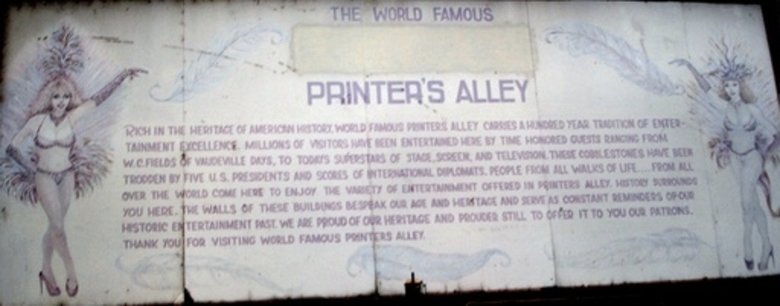 THE WORLD FAMOUS
PRINTER'S ALLEY
RICH IN THE HERITAGE OF AMERICAN HISTORY, WORLD FAMOUS PRINTERS ALLEY CARRIES A HUNDRED YEAR TRADITION OF ENTER-
TAINMENT EXCELLENCE. MILLIONS OF VISITORS HAVE BEEN ENTERTAINED HERE BY TIME HONORED GUESTS RANGING FROM
W.C. FIELDS OF VAUDEVILLE DAYS, TO TODAY'S SUPERSTARS OF STAGE, SCREEN, AND TELEVISION. THESE COBLESTONES HAVE BEEN
TRODDEN BY FIVE U.S. PRESIDENTS AND SCORES OF INTERNATIONAL DIPLOMATS. PEOPLE FROM ALL WALKS OF LIFE.... FROM ALL
OVER THE WORLD COME HERE TO ENJOY THE VARIETY OF ENTERTAINMENT OFFERED IN PRINTERS ALLEY. HISTORY SURROUNDS
YOU HERE. THE WALLS OF THESE BUILDINGS BESPEAK OUR AGE AND HERITAGE AND SERVE AS CONSTANT REMINDERS OF OUR
HISTORIC ENTERTAINMENT PAST. WE ARE PROUD OF OUR HERITAGE AND PROUDER STILL TO OFFER IT TO YOU OUR PATRONS.
THANK YOU FOR VISITING WORLD FAMOUS PRINTERS ALLEY.